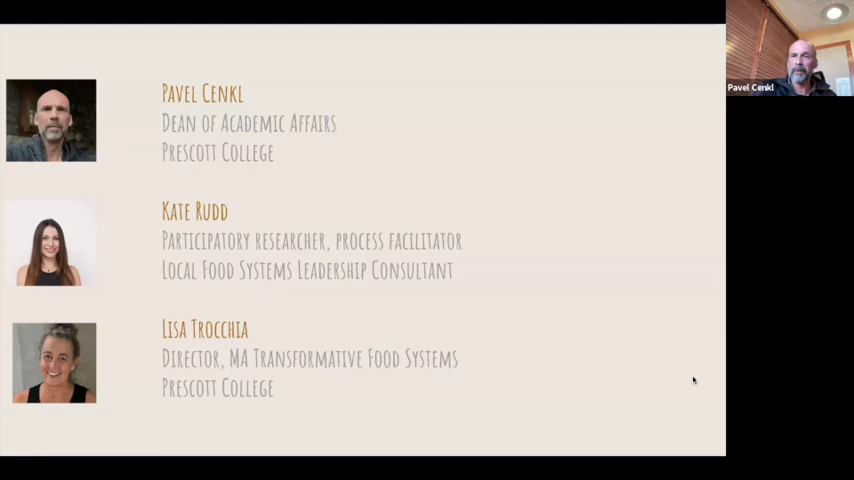 Pavel Cenkl
Dean of Academic Affairs
Prescott College
Kate Rudd
Participatory researcher, process facilitator
Local Food Systems Leadership Consultant
Lisa Trocchia
Director, MA Transformative Food Systems
Prescott College
Pavel Cenkl